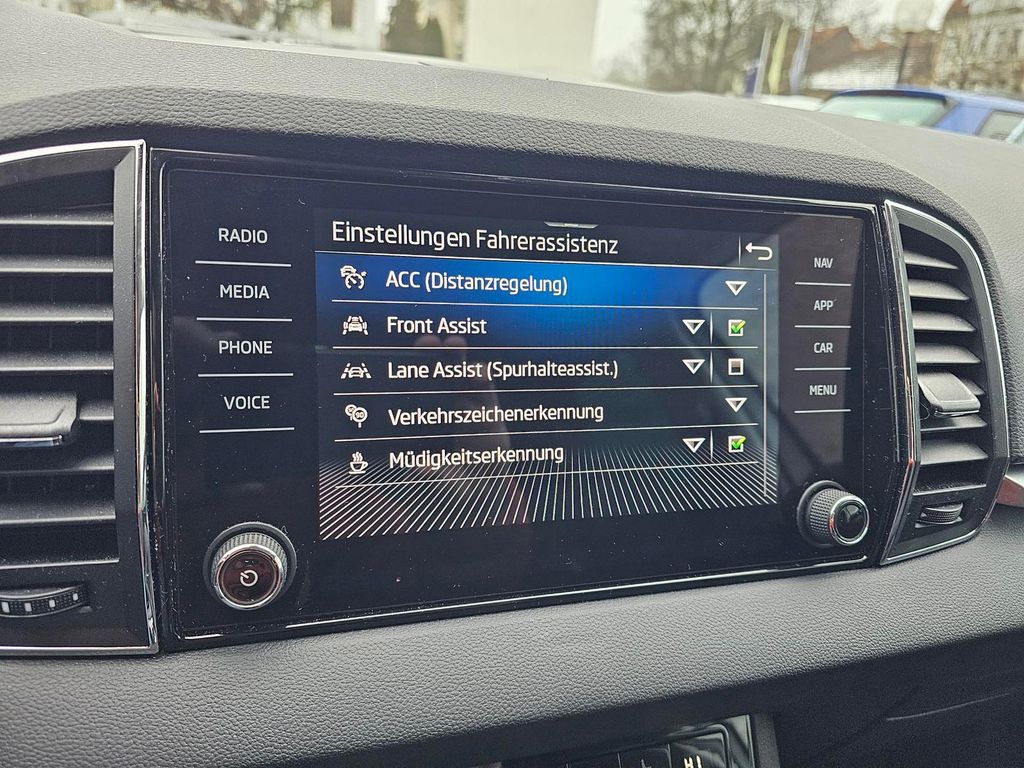 RADIO
MEDIA
PHONE
VOICE
Einstellungen Fahrerassistenz
ACC (Distanzregelung)
Front Assist
Lane Assist (Spurhalteassist.)
Verkehrszeichenerkennung
Müdigkeitserkennung
NAV
APP
CAR
MENU
HI